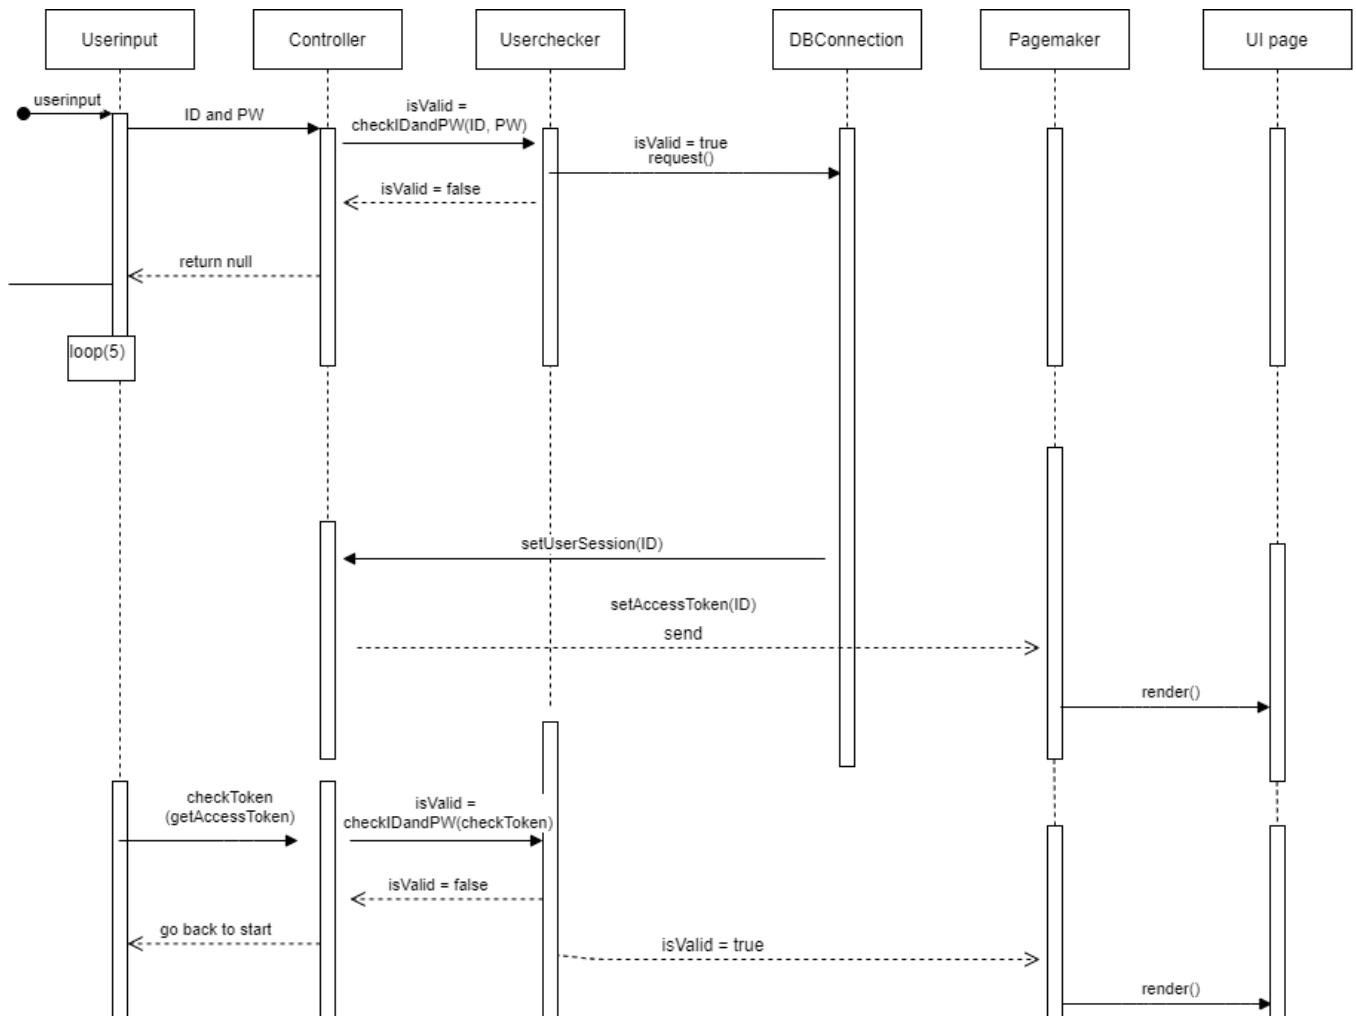 Userinput
Controller
Userchecker
DBConnection
Pagemaker
UI page
userinput
ID and PW
isValid =
checkIDandPW(ID, PW)
isValid = true
request()
isValid = false
return null
loop(5)
setUserSession(ID)
setAccessToken(ID)
send
render()
checkToken
(getAccessToken)
isValid =
checkIDandPW(checkToken)
isValid = false
go back to start
isValid = true
render()